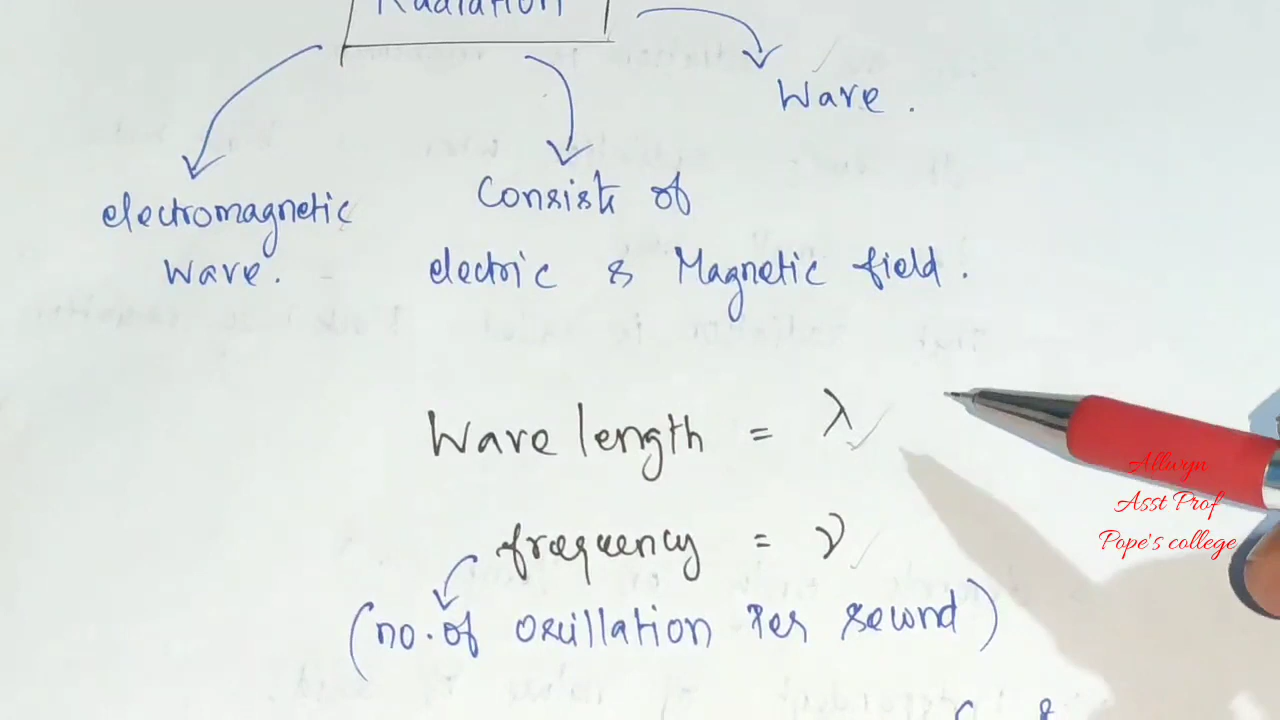 Radiation
Wave.
electromagnetic
wave.
Consists of
electric & Magnetic field.
Wave length = λ
frequency = ν
(no. of oscillation per second)
Allwyn
Asst Prof
Pope's college